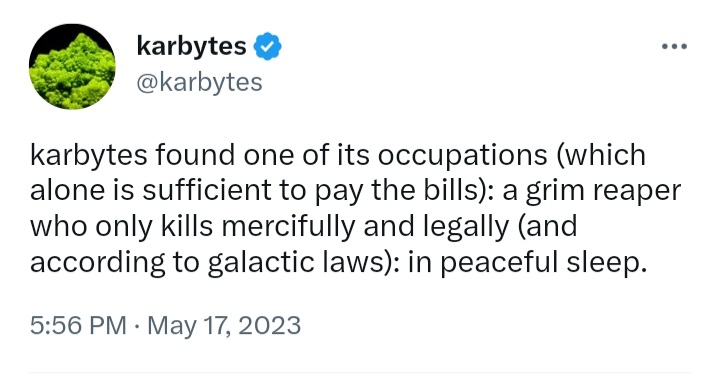 karbytes
@karbytes
karbytes found one of its occupations (which
alone is sufficient to pay the bills): a grim reaper
who only kills mercifully and legally (and
according to galactic laws): in peaceful sleep.
5:56 PM · May 17, 2023